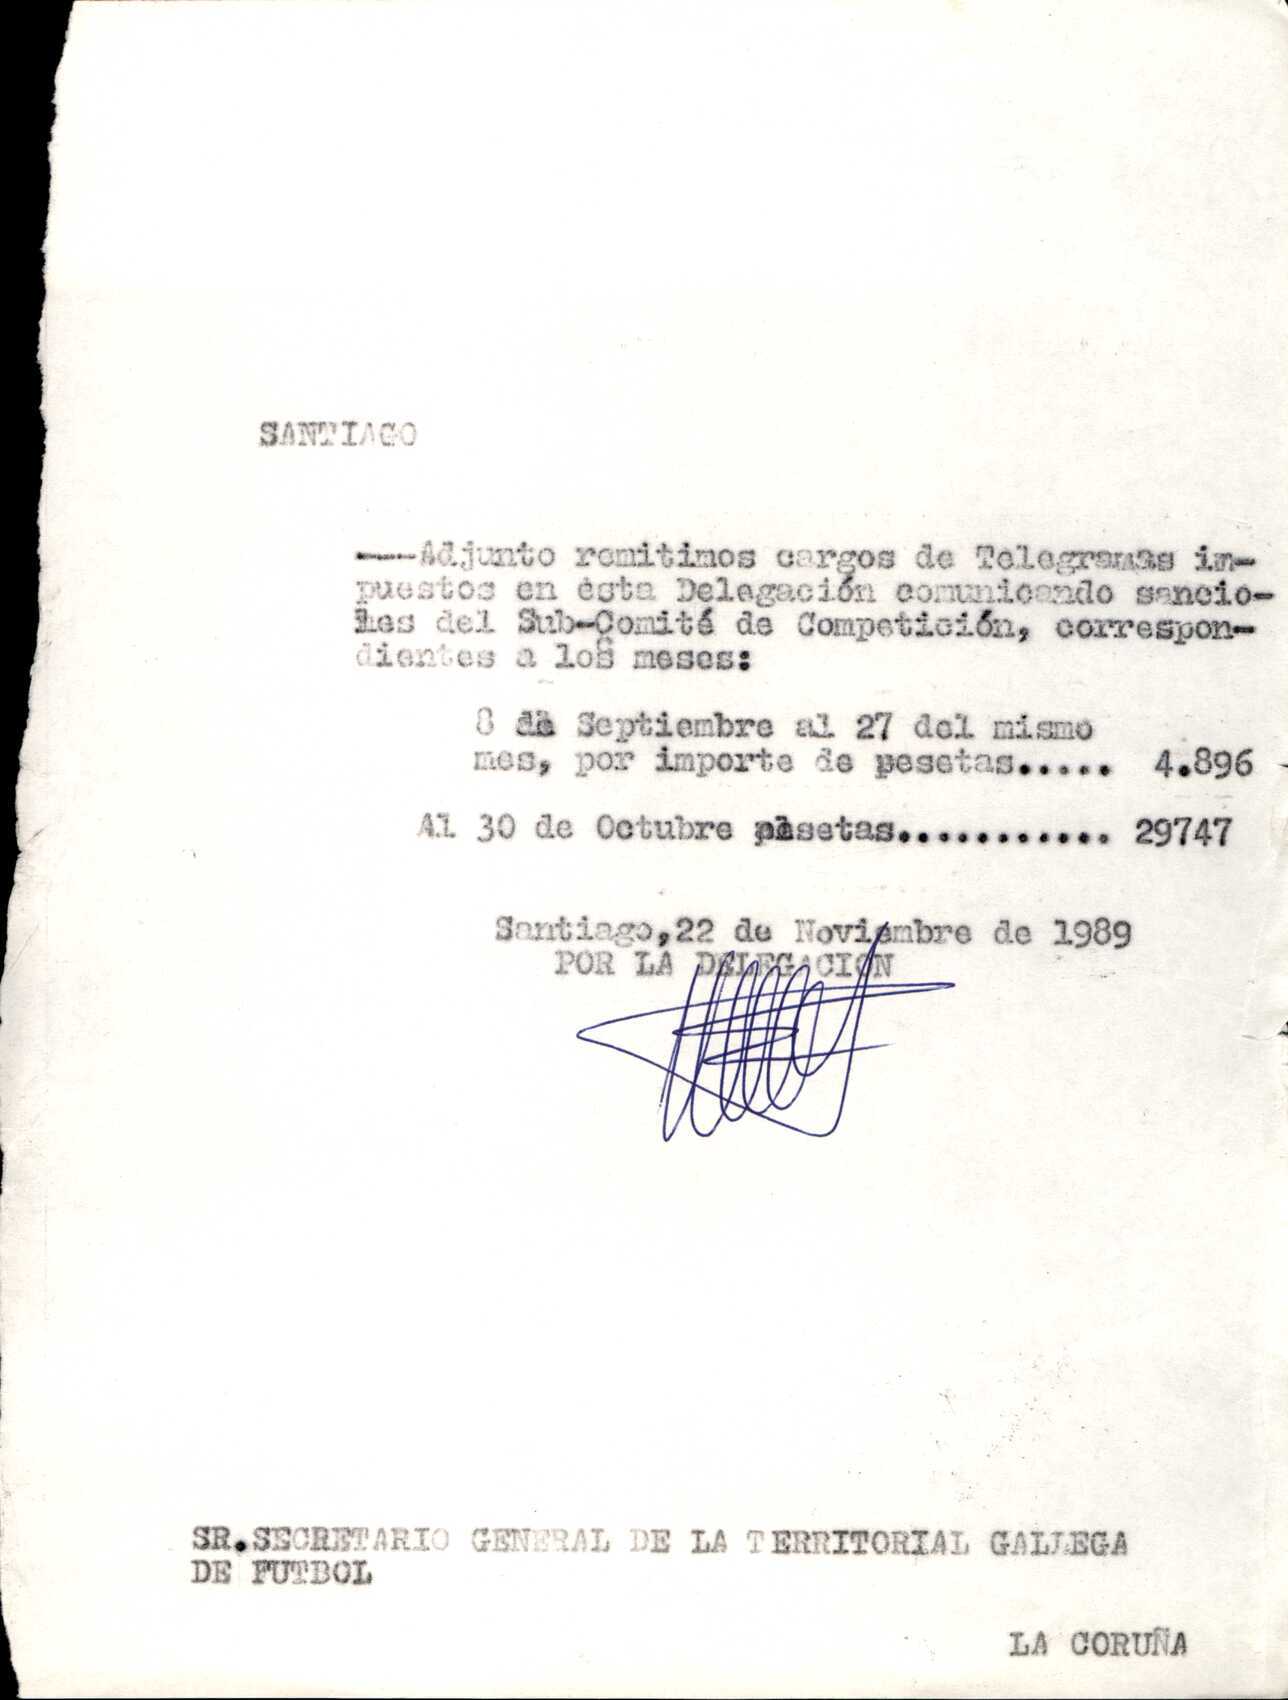 SANTIAGO
----Adjunto remitimos cargos de Telegramas im-
puestos en ésta Delegación comunicando sancio-
nes del Sub-Comité de Competición, correspon-
dientes a los meses:
8 de Septiembre al 27 del mismo
mes, por importe de pesetas..... 4.896
Al 30 de Octubre pesetas........... 29747
Santiago,22 de Noviembre de 1989
POR LA DELEGACION
SR.SECRETARIO GENERAL DE LA TERRITORIAL GALLEGA
DE FUTBOL
LA CORUÑA